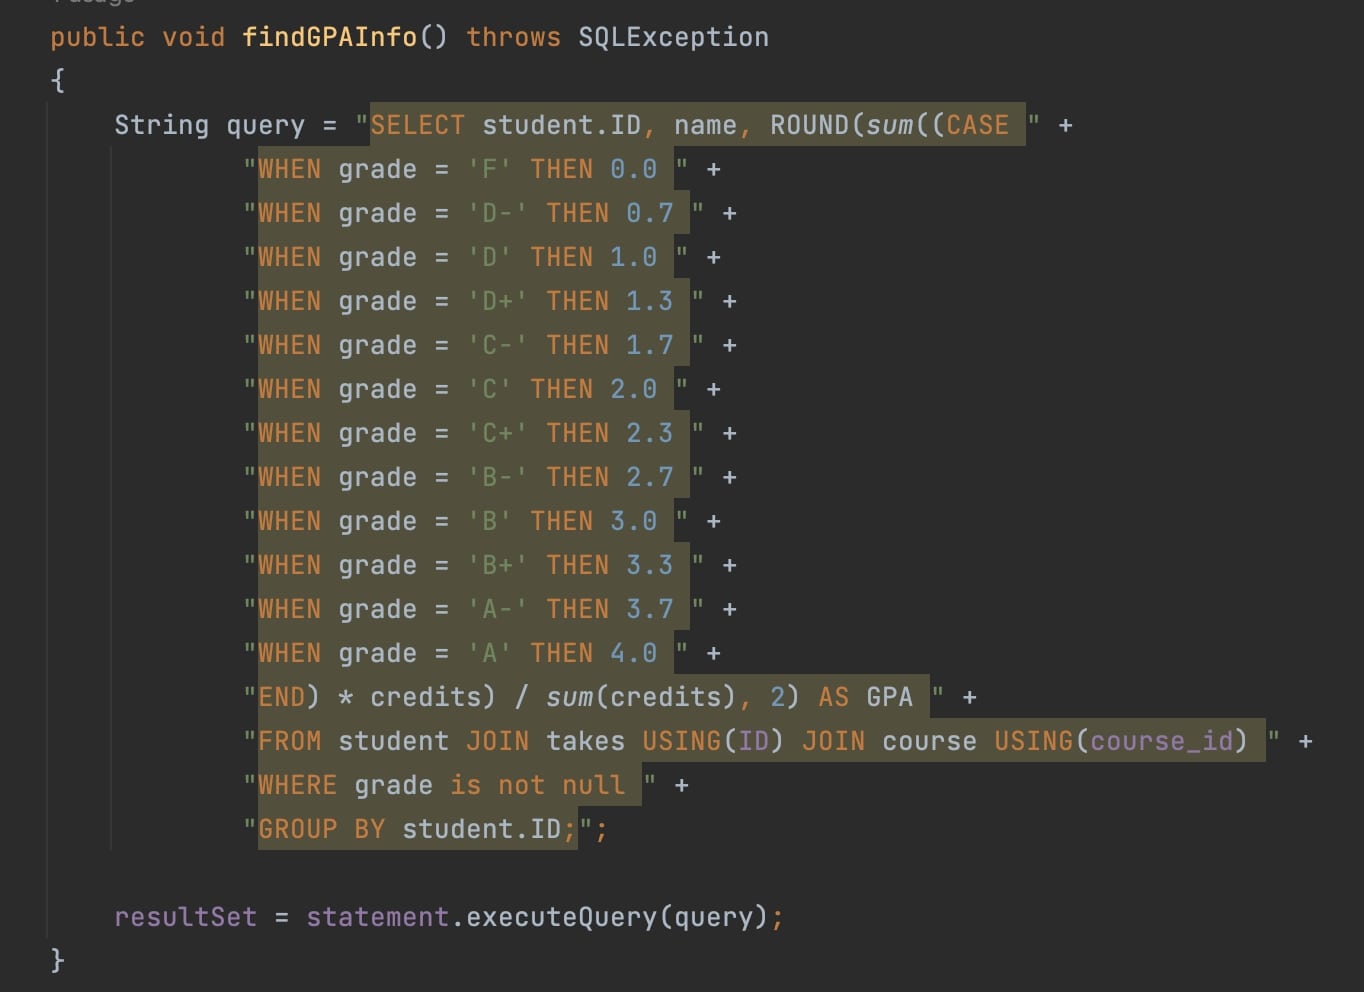 public void findGPAInfo() throws SQLException
{
String query = "SELECT student.ID, name, ROUND(sum((CASE " +
"WHEN grade = 'F' THEN 0.0 " +
"WHEN grade = 'D-' THEN 0.7 " +
"WHEN grade = 'D' THEN 1.0 " +
"WHEN grade = 'D+' THEN 1.3 " +
"WHEN grade = 'C-' THEN 1.7 " +
"WHEN grade = 'C' THEN 2.0 " +
"WHEN grade = 'C+' THEN 2.3 " +
"WHEN grade = 'B-' THEN 2.7 " +
"WHEN grade = 'B' THEN 3.0 " +
"WHEN grade = 'B+' THEN 3.3 " +
"WHEN grade = 'A-' THEN 3.7 " +
"WHEN grade = 'A' THEN 4.0 " +
"END) * credits) / sum(credits), 2) AS GPA " +
"FROM student JOIN takes USING(ID) JOIN course USING(course_id) " +
"WHERE grade is not null " +
"GROUP BY student.ID;";
resultSet = statement.executeQuery(query);
}